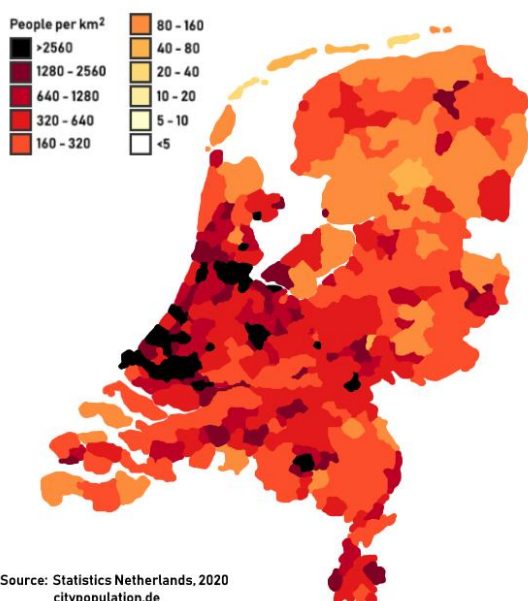 People per km²
>2560
1280 - 2560
640 - 1280
320 - 640
160 - 320
80 - 160
40 - 80
20 - 40
10 - 20
5 - 10
<5
Source: Statistics Netherlands, 2020
citypopulation.de